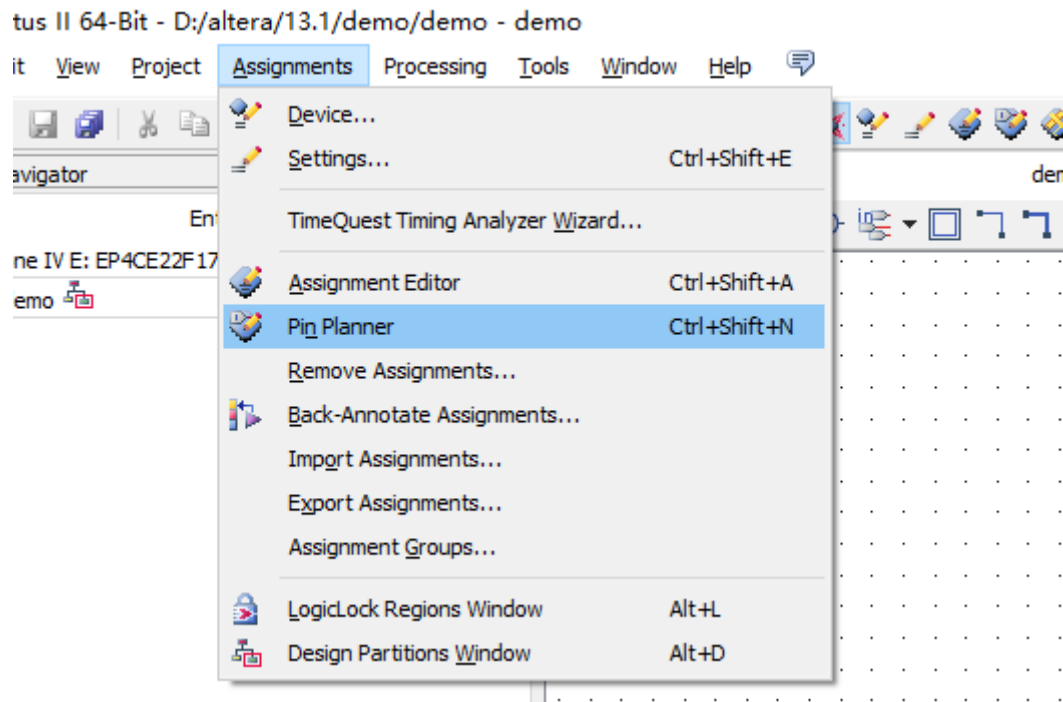 tus II 64-Bit - D:/altera/13.1/demo/demo - demo
it View Project Assignments Processing Tools Window Help
avigator
Device...
Settings... Ctrl+Shift+E
den
TimeQuest Timing Analyzer Wizard...
Ent
ne IV E: EP4CE22F17
emo
Assignment Editor Ctrl+Shift+A
Pin Planner Ctrl+Shift+N
Remove Assignments...
Back-Annotate Assignments...
Import Assignments...
Export Assignments...
Assignment Groups...
LogicLock Regions Window Alt+L
Design Partitions Window Alt+D